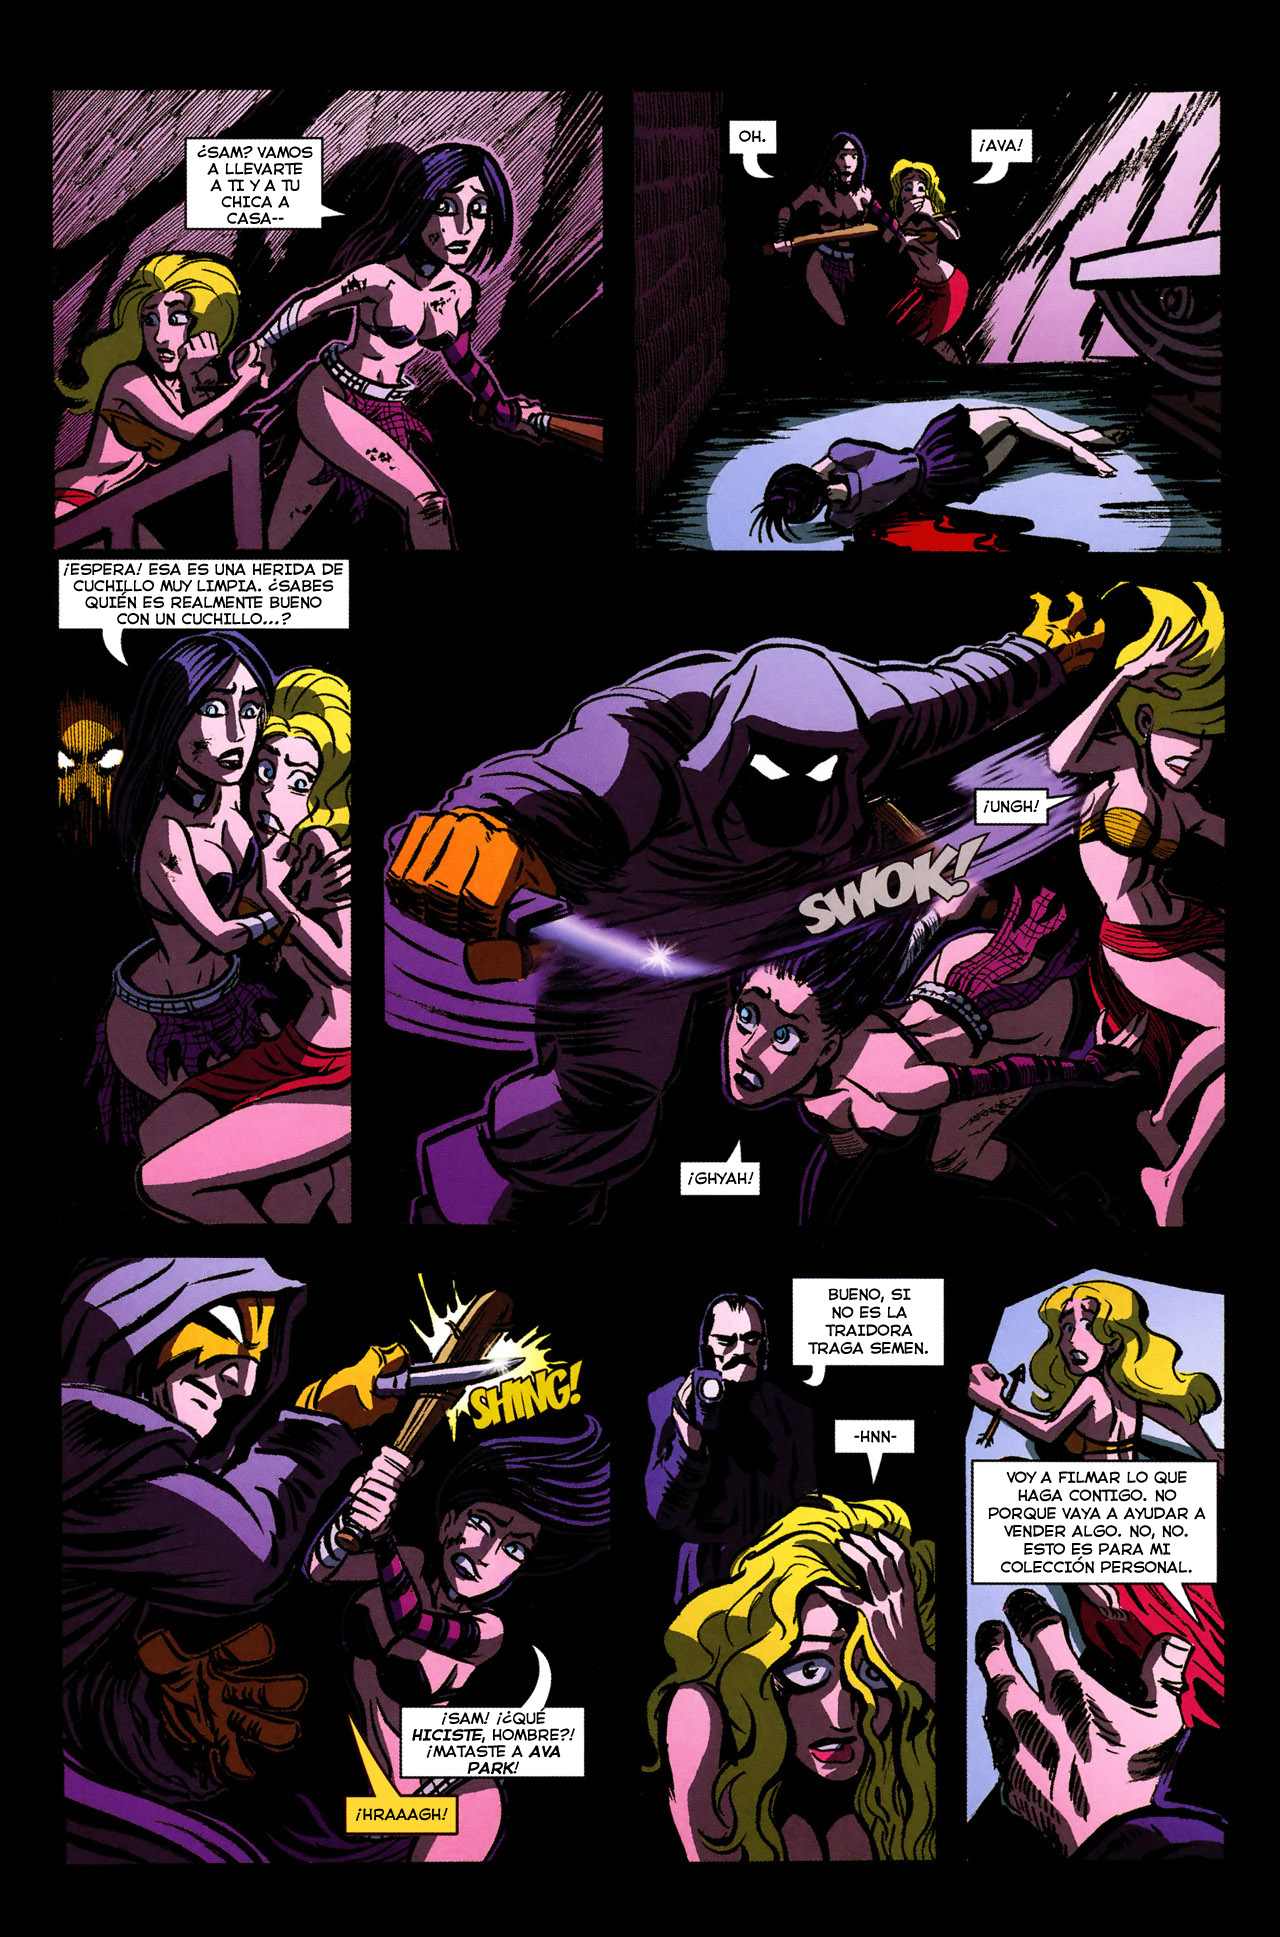 ¿SAM? VAMOS
A LLEVARTE
A TI Y A TU
CHICA A
CASA--
OH.
¡AVA!
¡ESPERA! ESA ES UNA HERIDA DE
CUCHILLO MUY LIMPIA. ¿SABES
QUIÉN ES REALMENTE BUENO
CON UN CUCHILLO...?
¡UNGH!
SWOK!
¡GHYAH!
SHING!
¡SAM! ¡¿QUÉ
HICISTE, HOMBRE?!
¡MATASTE A AVA
PARK!
¡HRAAAGH!
BUENO, SI
NO ES LA
TRAIDORA
TRAGA SEMEN.
-HNN-
VOY A FILMAR LO QUE
HAGA CONTIGO. NO
PORQUE VAYA A AYUDAR A
VENDER ALGO. NO, NO.
ESTO ES PARA MI
COLECCIÓN PERSONAL.